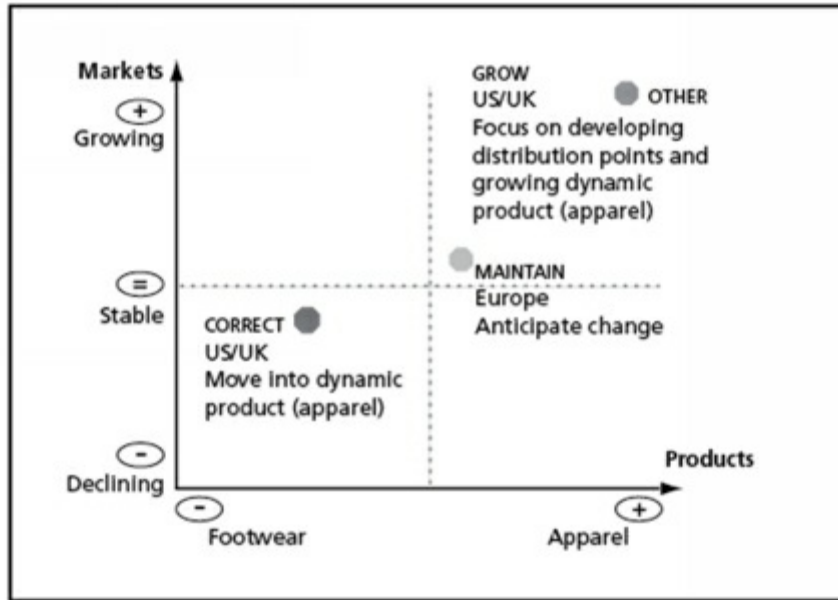 Markets
+
Growing
=
Stable
-
Declining
GROW
US/UK
OTHER
Focus on developing
distribution points and
growing dynamic
product (apparel)
MAINTAIN
Europe
Anticipate change
CORRECT
US/UK
Move into dynamic
product (apparel)
Products
-
Footwear
+
Apparel